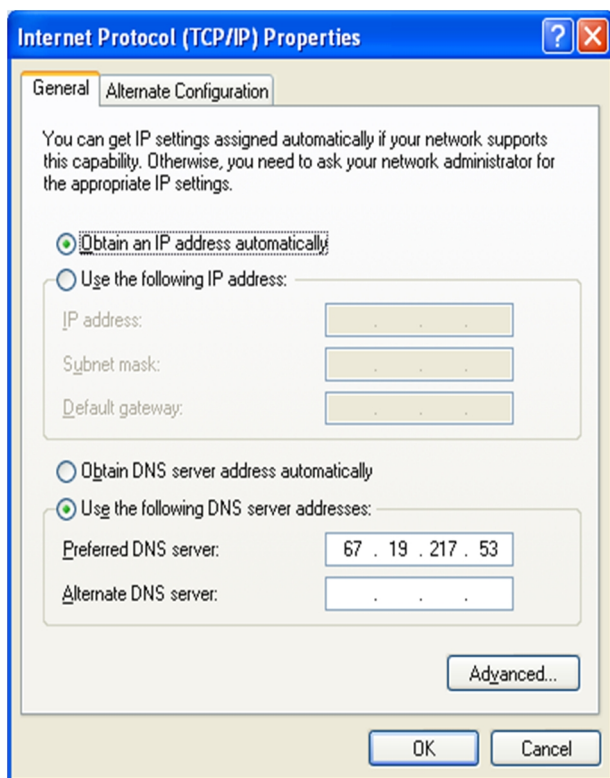 Internet Protocol (TCP/IP) Properties
General
Alternate Configuration
You can get IP settings assigned automatically if your network supports
this capability. Otherwise, you need to ask your network administrator for
the appropriate IP settings.
Obtain an IP address automatically
Use the following IP address:
IP address:
Subnet mask:
Default gateway:
Obtain DNS server address automatically
Use the following DNS server addresses:
Preferred DNS server: 67 . 19 . 217 . 53
Alternate DNS server:
Advanced...
OK
Cancel